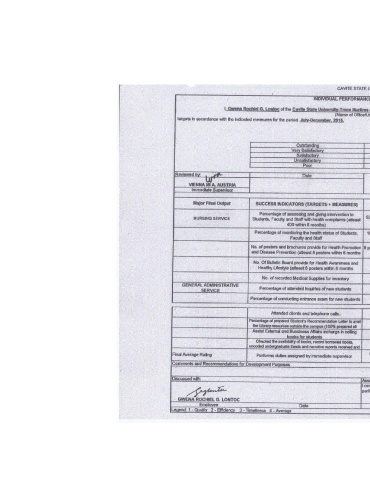 CAVITE STATE
INDIVIDUAL PERFORMANC
I, Gwena Rochiel G. Lontoc of the Cavite State University-Trece Martires
(Name of Office/U
targets in accordance with the indicated measures for the period July-December, 2015.
Outstanding
Very Satisfactory
Satisfactory
Unsatisfactory
Poor
Reviewed by:
Date
VIENNA M A. AUSTRIA
Immediate Supervisor
Major Final Output
SUCCESS INDICATORS (TARGETS + MEASURES)
NURSING SERVICE
Percentage of assessing and giving intervention to
Students, Faculty and Staff with health complaints (atleast
400 within 6 months)
Percentage of monitoring the health status of Students,
Faculty and Staff
No. of posters and brochures provide for Health Promotion
and Disease Prevention (atleast 8 posters within 6 months
No. Of Bulletin Board provide for Health Awareness and
Healthy Lifestyle (atleast 6 posters within 6 months
No. of recorded Medical Supplies for inventory
GENERAL ADMINISTRATIVE
SERVICE
Percentage of attended inquiries of new students
Percentage of conducting entrance exam for new students
Attended clients and telephone calls.
Percentage of prepared Student's Recommendation Letter to avail
the Library resources outside the campus (100% prepared all
Assist External and Business Affairs incharge in selling
books for students
Checked the availability of books, record borrowed books,
encoded undergraduate thesis and narrative reports received and
Final Average Rating
Performs duties assigned by immediate supervisor
Comments and Recommendations for Development Purposes
Discussed with
GWENA ROCHIEL G. LONTOC
Employee
Date
Legend: 1 - Quality 2 - Efficiency 3 - Timeliness 4 - Average